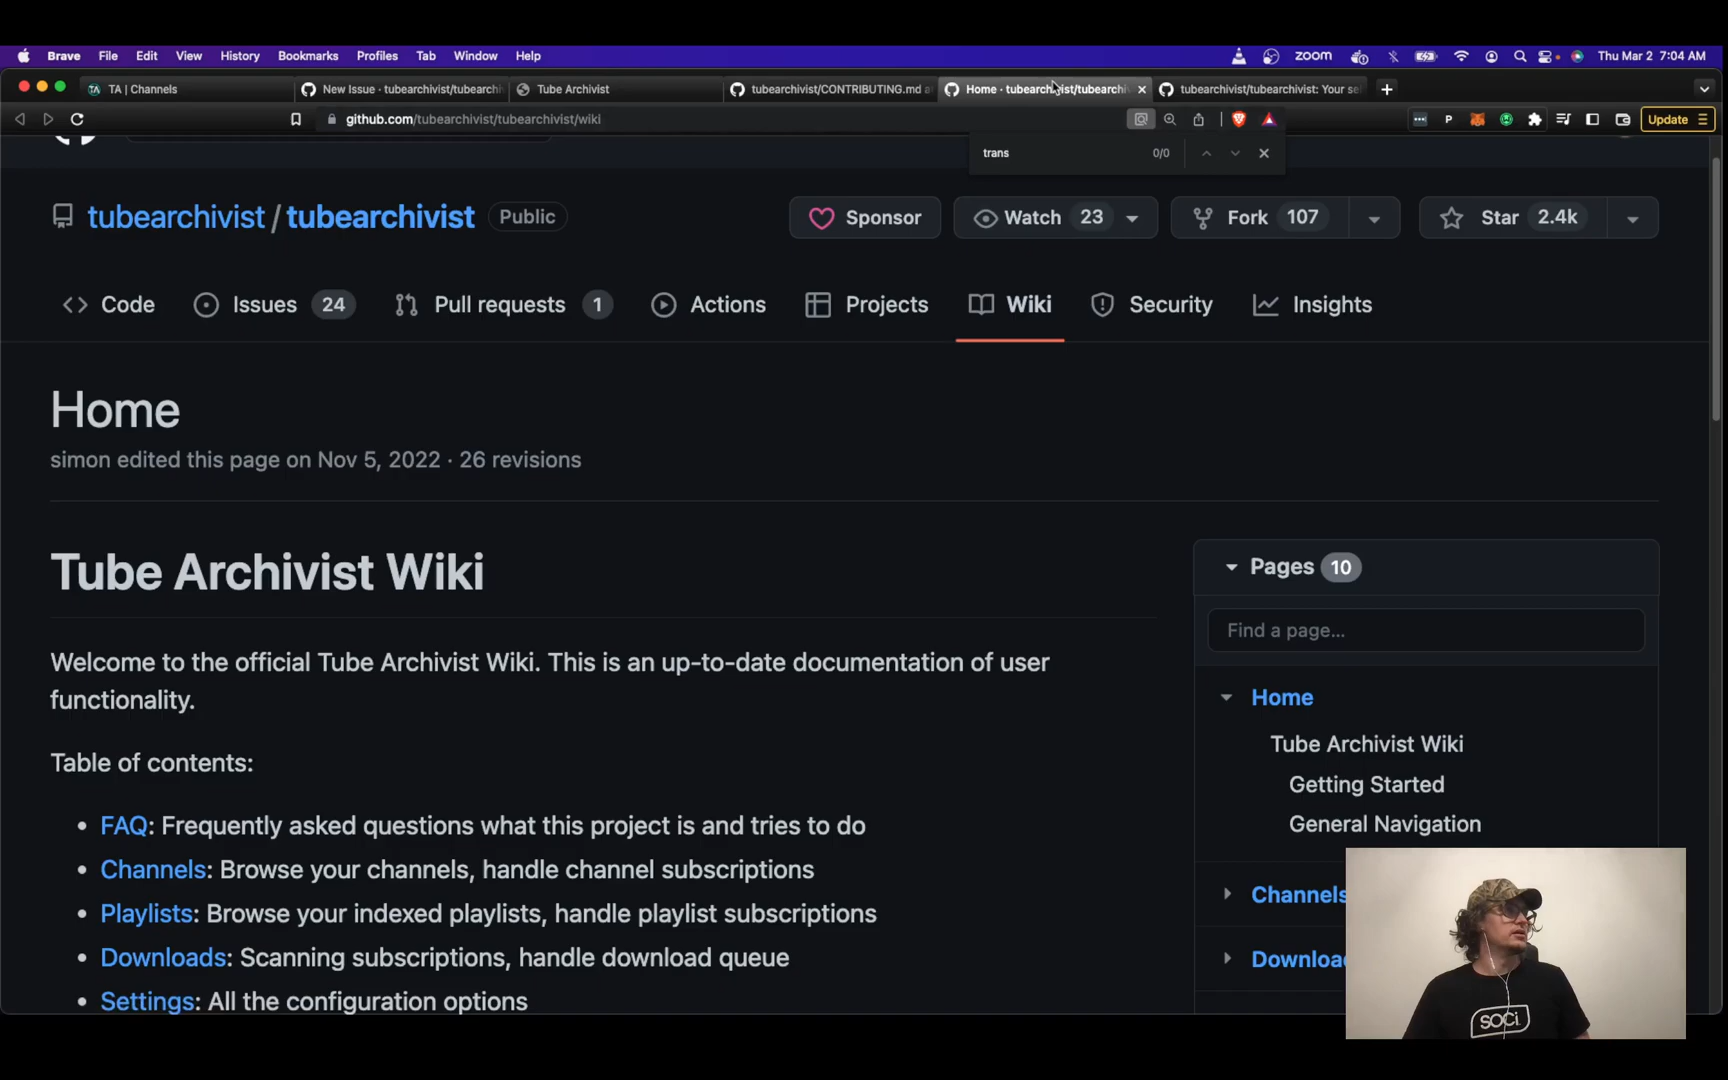 Brave File Edit View History Bookmarks Profiles Tab Window Help zoom Thu Mar 2 7:04 AM
TA | Channels New Issue · tubearchivist/tubearchiv Tube Archivist tubearchivist/CONTRIBUTING.md a Home · tubearchivist/tubearchiv tubearchivist/tubearchivist: Your se
github.com/tubearchivist/tubearchivist/wiki Update
trans 0/0
tubearchivist / tubearchivist Public Sponsor Watch 23 Fork 107 Star 2.4k
Code Issues 24 Pull requests 1 Actions Projects Wiki Security Insights
Home
simon edited this page on Nov 5, 2022 · 26 revisions
Tube Archivist Wiki
Welcome to the official Tube Archivist Wiki. This is an up-to-date documentation of user
functionality.
Table of contents:
• FAQ: Frequently asked questions what this project is and tries to do
• Channels: Browse your channels, handle channel subscriptions
• Playlists: Browse your indexed playlists, handle playlist subscriptions
• Downloads: Scanning subscriptions, handle download queue
• Settings: All the configuration options
Pages 10
Find a page...
Home
Tube Archivist Wiki
Getting Started
General Navigation
Channels
Downloa
SOCi